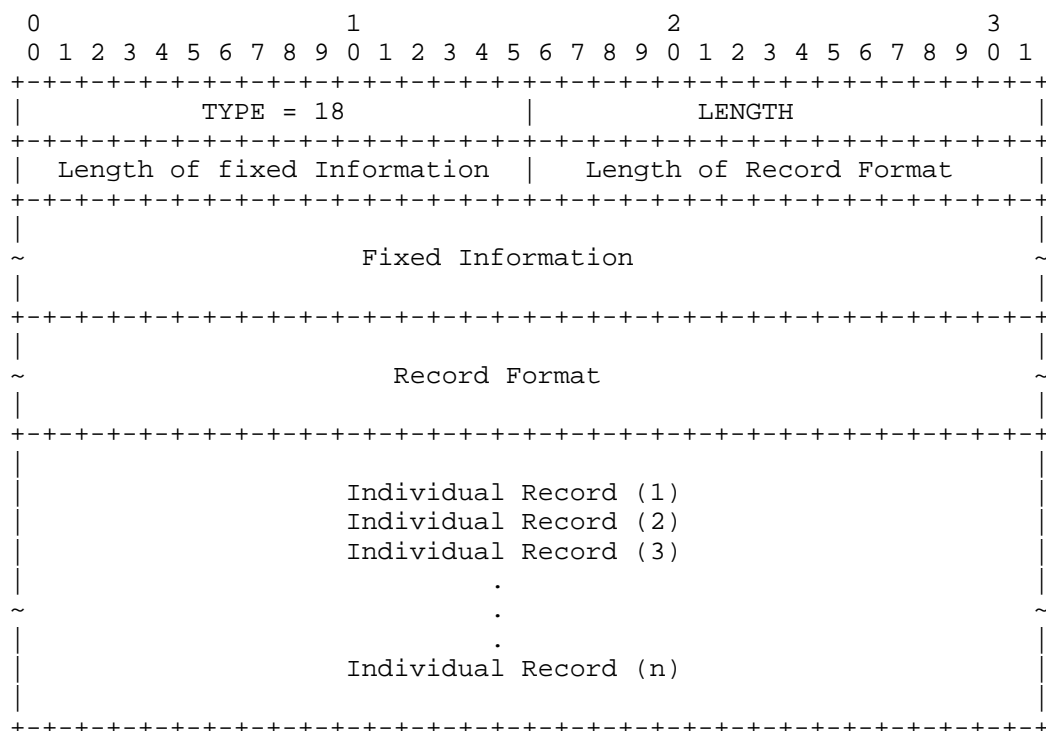 0                   1                   2                   3
 0 1 2 3 4 5 6 7 8 9 0 1 2 3 4 5 6 7 8 9 0 1 2 3 4 5 6 7 8 9 0 1
+-+-+-+-+-+-+-+-+-+-+-+-+-+-+-+-+-+-+-+-+-+-+-+-+-+-+-+-+-+-+-+-+
|           TYPE = 18           |          LENGTH               |
+-+-+-+-+-+-+-+-+-+-+-+-+-+-+-+-+-+-+-+-+-+-+-+-+-+-+-+-+-+-+-+-+
|  Length of fixed Information  |   Length of Record Format     |
+-+-+-+-+-+-+-+-+-+-+-+-+-+-+-+-+-+-+-+-+-+-+-+-+-+-+-+-+-+-+-+-+
|                                                               |
~                     Fixed Information                         ~
|                                                               |
+-+-+-+-+-+-+-+-+-+-+-+-+-+-+-+-+-+-+-+-+-+-+-+-+-+-+-+-+-+-+-+-+
|                                                               |
~                       Record Format                           ~
|                                                               |
+-+-+-+-+-+-+-+-+-+-+-+-+-+-+-+-+-+-+-+-+-+-+-+-+-+-+-+-+-+-+-+-+
|                                                               |
|                    Individual Record (1)                      |
|                    Individual Record (2)                      |
|                    Individual Record (3)                      |
|                             .                                 |
~                             .                                 ~
|                             .                                 |
|                    Individual Record (n)                      |
|                                                               |
+-+-+-+-+-+-+-+-+-+-+-+-+-+-+-+-+-+-+-+-+-+-+-+-+-+-+-+-+-+-+-+-+